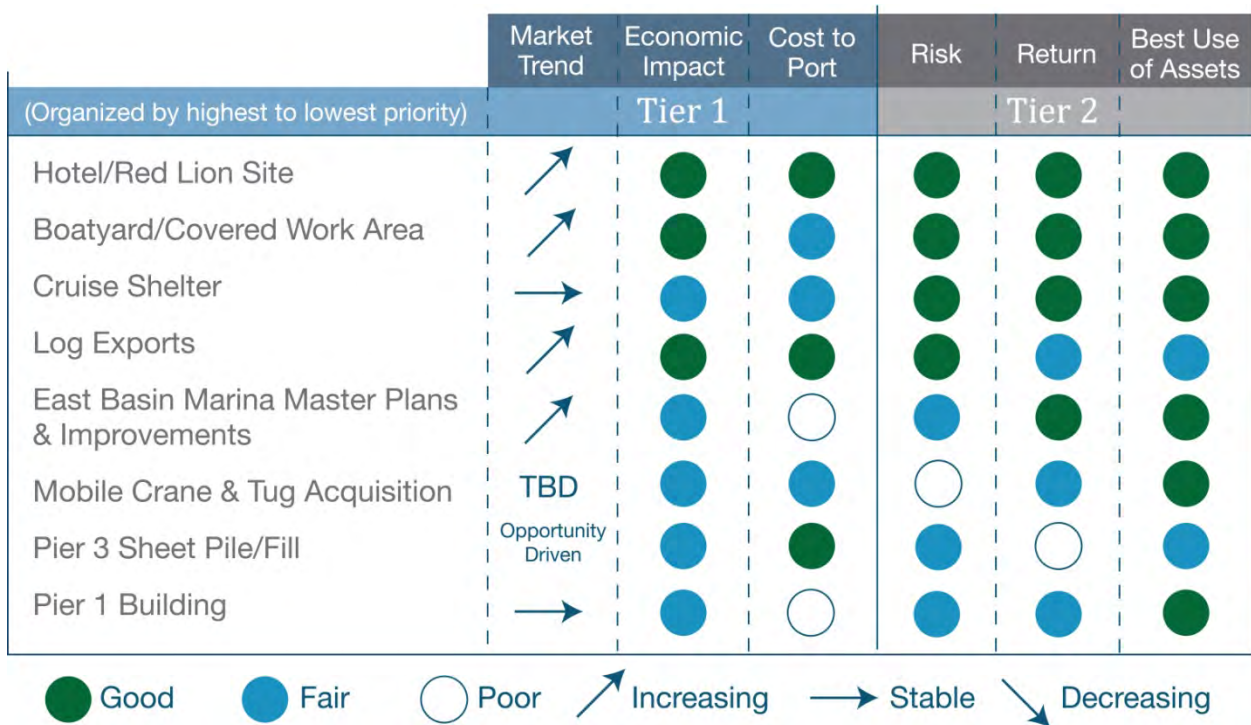 Market Trend
Economic Impact
Cost to Port
Risk
Return
Best Use of Assets
(Organized by highest to lowest priority)
Tier 1
Tier 2
Hotel/Red Lion Site
Boatyard/Covered Work Area
Cruise Shelter
Log Exports
East Basin Marina Master Plans
& Improvements
Mobile Crane & Tug Acquisition
TBD
Pier 3 Sheet Pile/Fill
Opportunity
Driven
Pier 1 Building
Good
Fair
Poor
Increasing
Stable
Decreasing